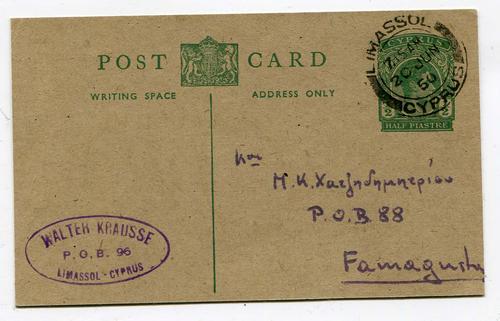 POST CARD
WRITING SPACE
ADDRESS ONLY
LIMASSOL
20 JUN
50
CYPRUS
CYPRUS
HALF PIASTRE
Κον
Μ.Κ.Χατζηδημητρίου
P.O.B 88
Famagusta
WALTER KRAUSSE
P.O.B. 96
LIMASSOL - CYPRUS